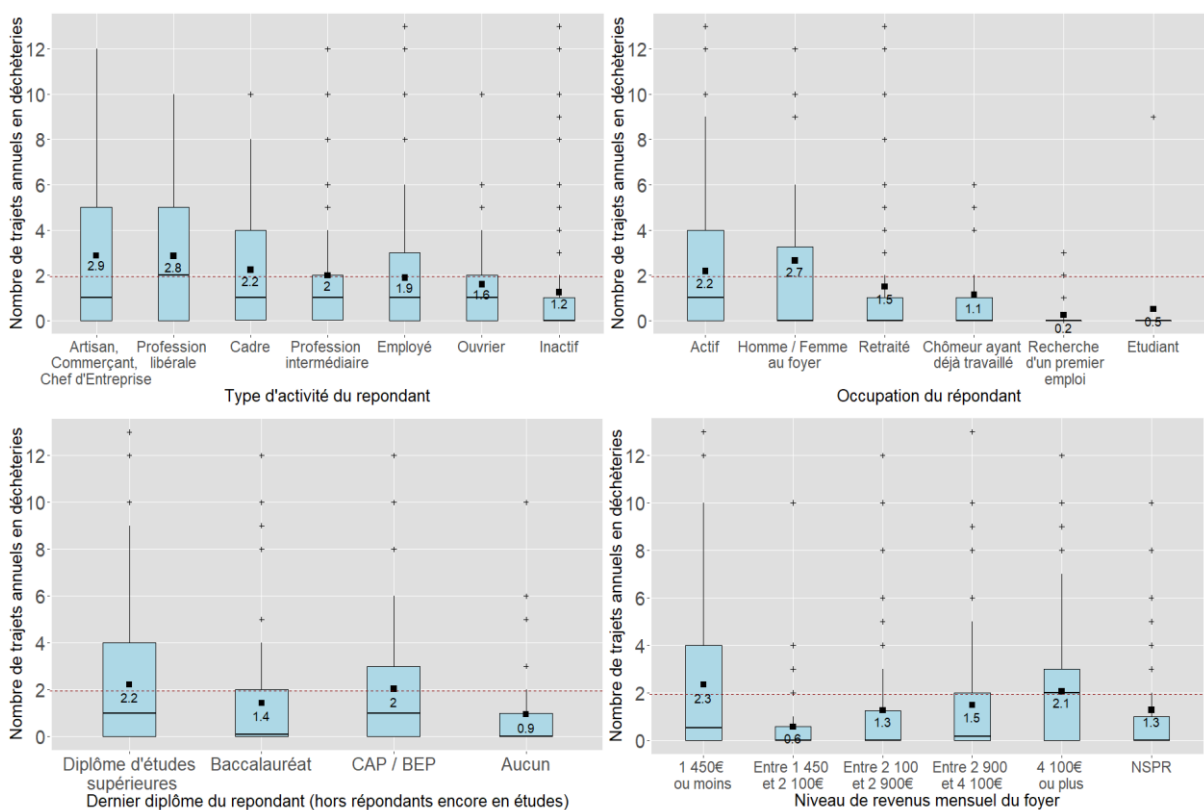 Nombre de trajets annuels en déchèteries
12
10
8
6
4
2
0
2.9
2.8
2.2
2
1.9
1.6
1.2
Artisan,
Commerçant,
Chef d'Entreprise
Profession
libérale
Cadre
Profession
intermédiaire
Employé
Ouvrier
Inactif
Type d'activité du repondant
Nombre de trajets annuels en déchèteries
12
10
8
6
4
2
0
2.2
2.7
1.5
1.1
0.2
0.5
Actif
Homme / Femme
au foyer
Retraité
Chômeur ayant
déjà travaillé
Recherche
d'un premier
emploi
Etudiant
Occupation du répondant
Nombre de trajets annuels en déchèteries
12
10
8
6
4
2
0
2.2
1.4
2
0.9
Diplôme d'études
supérieures
Baccalauréat
CAP / BEP
Aucun
Dernier diplôme du repondant (hors répondants encore en études)
Nombre de trajets annuels en déchèteries
12
10
8
6
4
2
0
2.3
0.6
1.3
1.5
2.1
1.3
1 450€
ou moins
Entre 1 450
et 2 100€
Entre 2 100
et 2 900€
Entre 2 900
et 4 100€
4 100€
ou plus
NSPR
Niveau de revenus mensuel du foyer